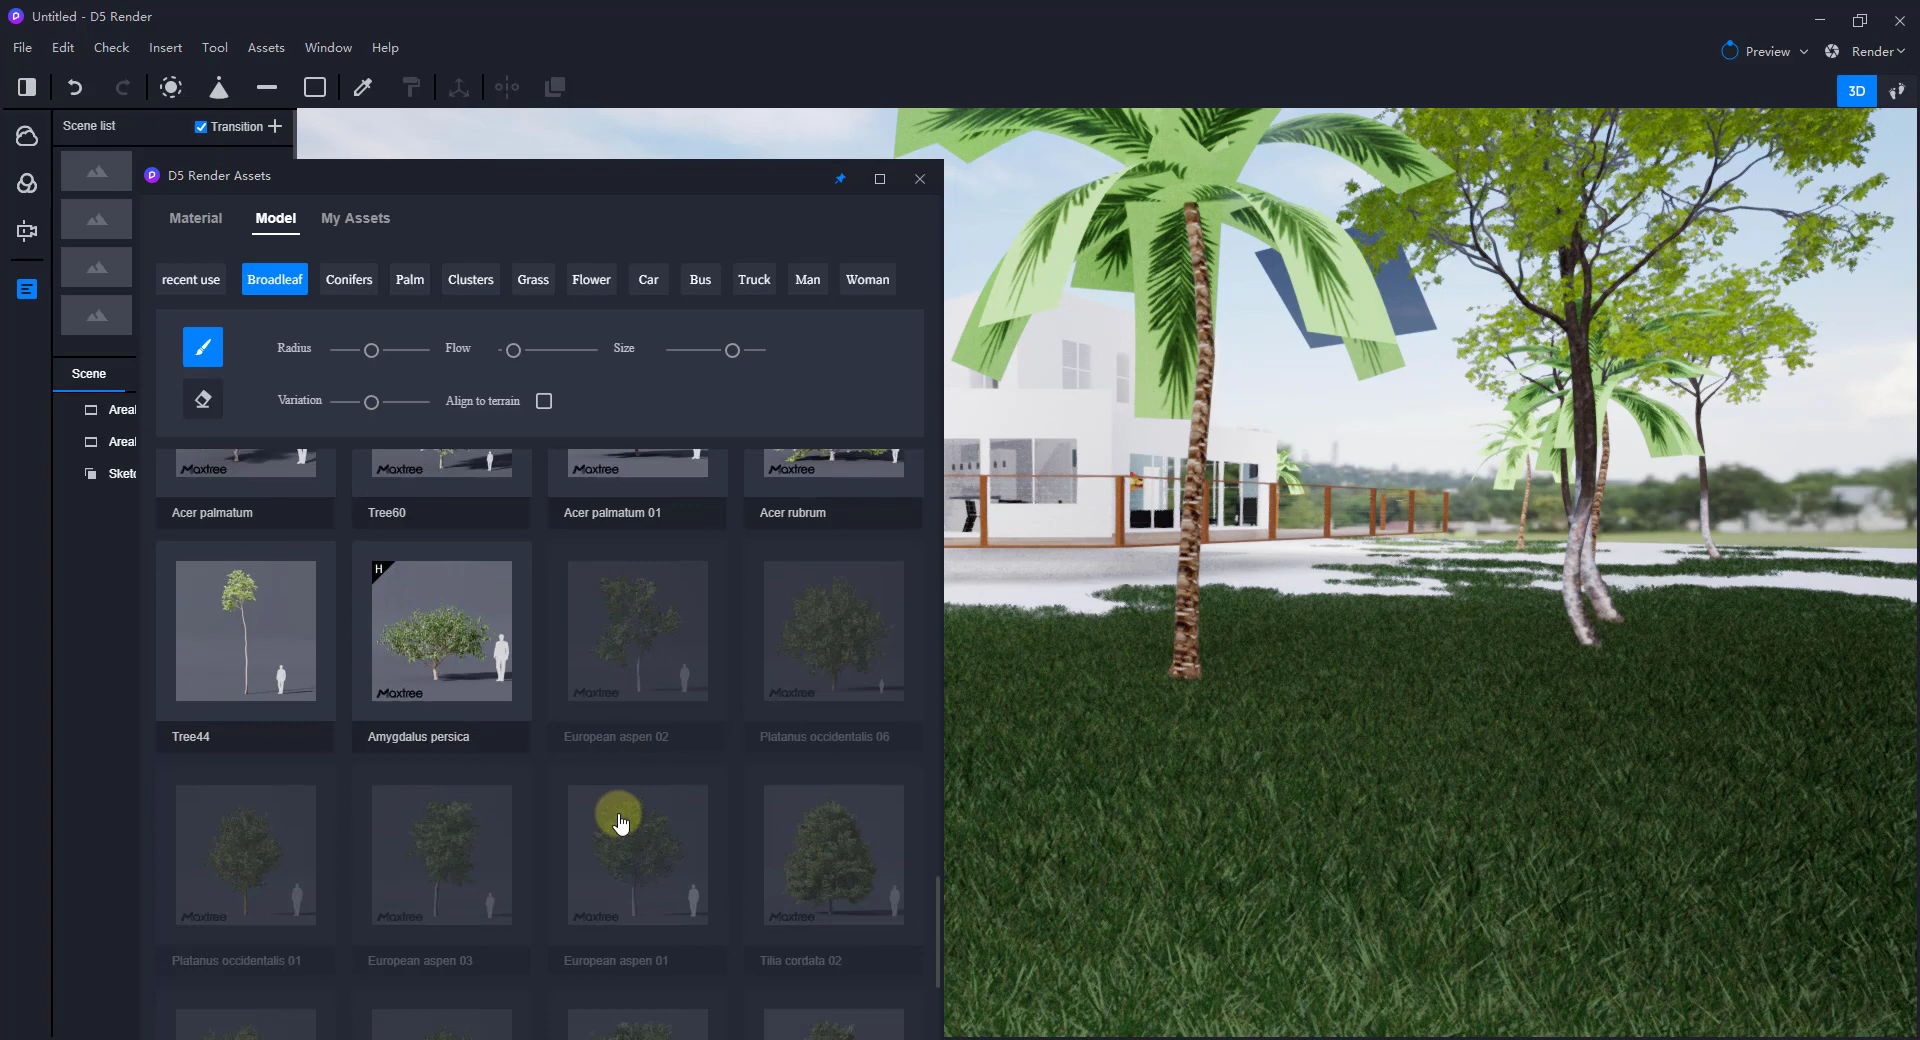 Untitled - D5 Render
File Edit Check Insert Tool Assets Window Help
Preview Render
3D
Scene list Transition
D5 Render Assets
Material Model My Assets
recent use Broadleaf Conifers Palm Clusters Grass Flower Car Bus Truck Man Woman
Radius Flow Size
Variation Align to terrain
Scene
Maxtree Maxtree Maxtree Maxtree
Acer palmatum Tree60 Acer palmatum 01 Acer rubrum
H
Maxtree Maxtree Maxtree
Tree44 Amygdalus persica European aspen 02 Platanus occidentalis 06
Maxtree Maxtree Maxtree Maxtree
Platanus occidentalis 01 European aspen 03 European aspen 01 Tilia cordata 02